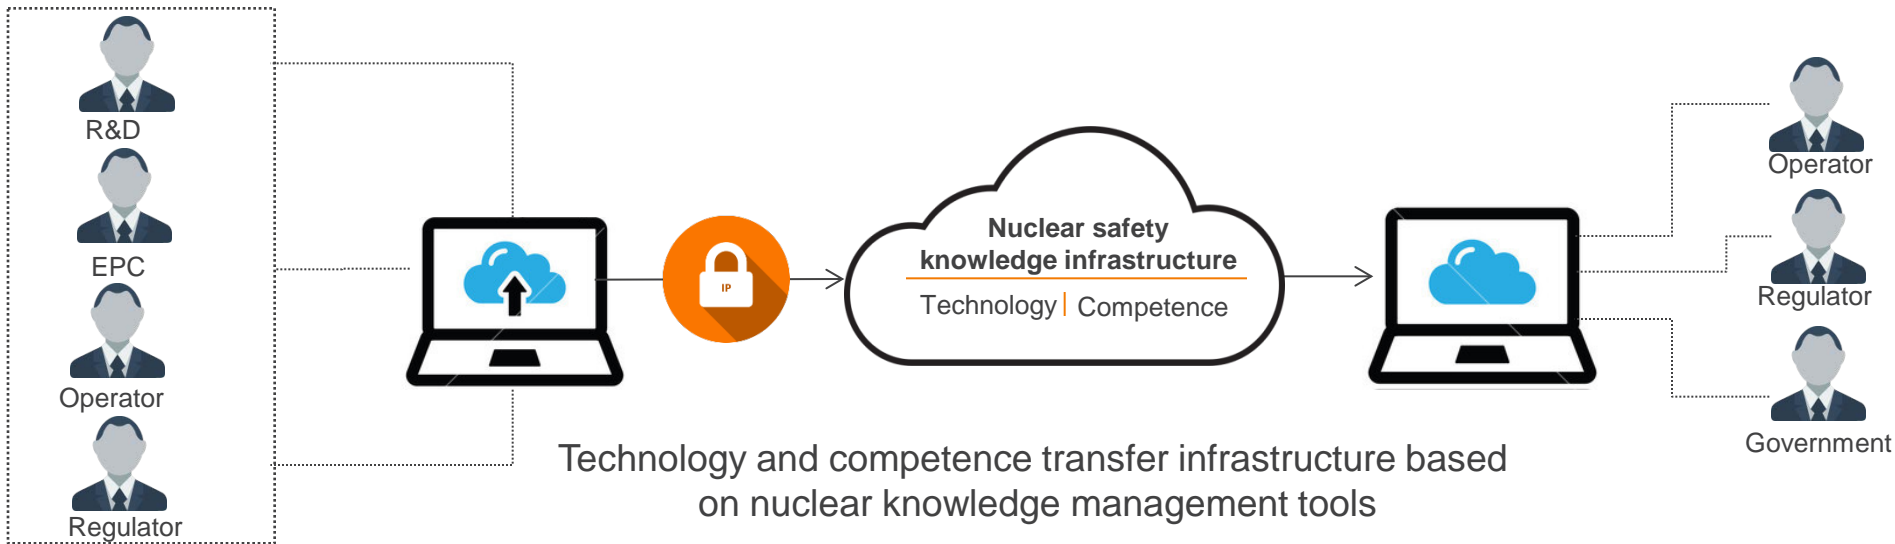 R&D
EPC
Operator
Regulator
IP
Nuclear safety
knowledge infrastructure
Technology | Competence
Operator
Regulator
Government
Technology and competence transfer infrastructure based
on nuclear knowledge management tools